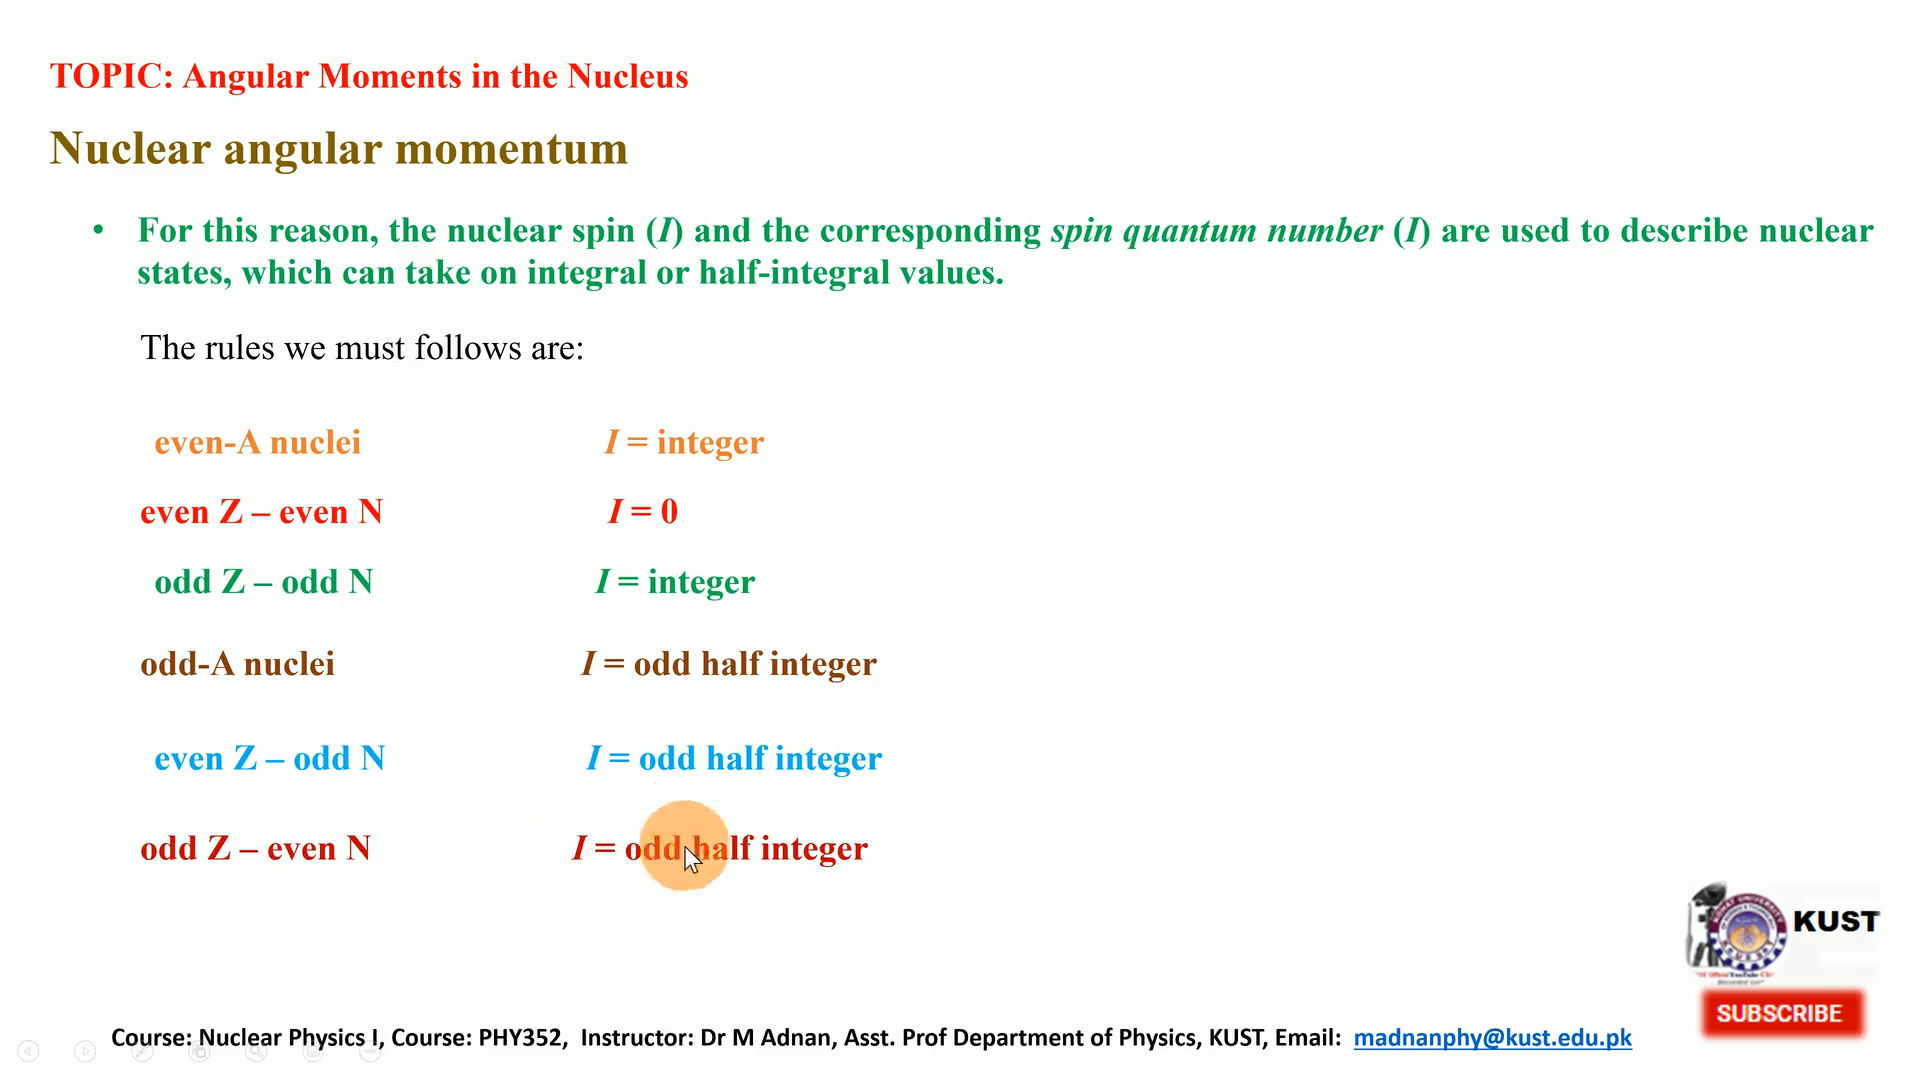 TOPIC: Angular Moments in the Nucleus
Nuclear angular momentum
• For this reason, the nuclear spin (I) and the corresponding spin quantum number (I) are used to describe nuclear
states, which can take on integral or half-integral values.
The rules we must follows are:
even-A nuclei I = integer
even Z – even N I = 0
odd Z – odd N I = integer
odd-A nuclei I = odd half integer
even Z – odd N I = odd half integer
odd Z – even N I = odd half integer
KUST
SUBSCRIBE
Course: Nuclear Physics I, Course: PHY352, Instructor: Dr M Adnan, Asst. Prof Department of Physics, KUST, Email: madnanphy@kust.edu.pk